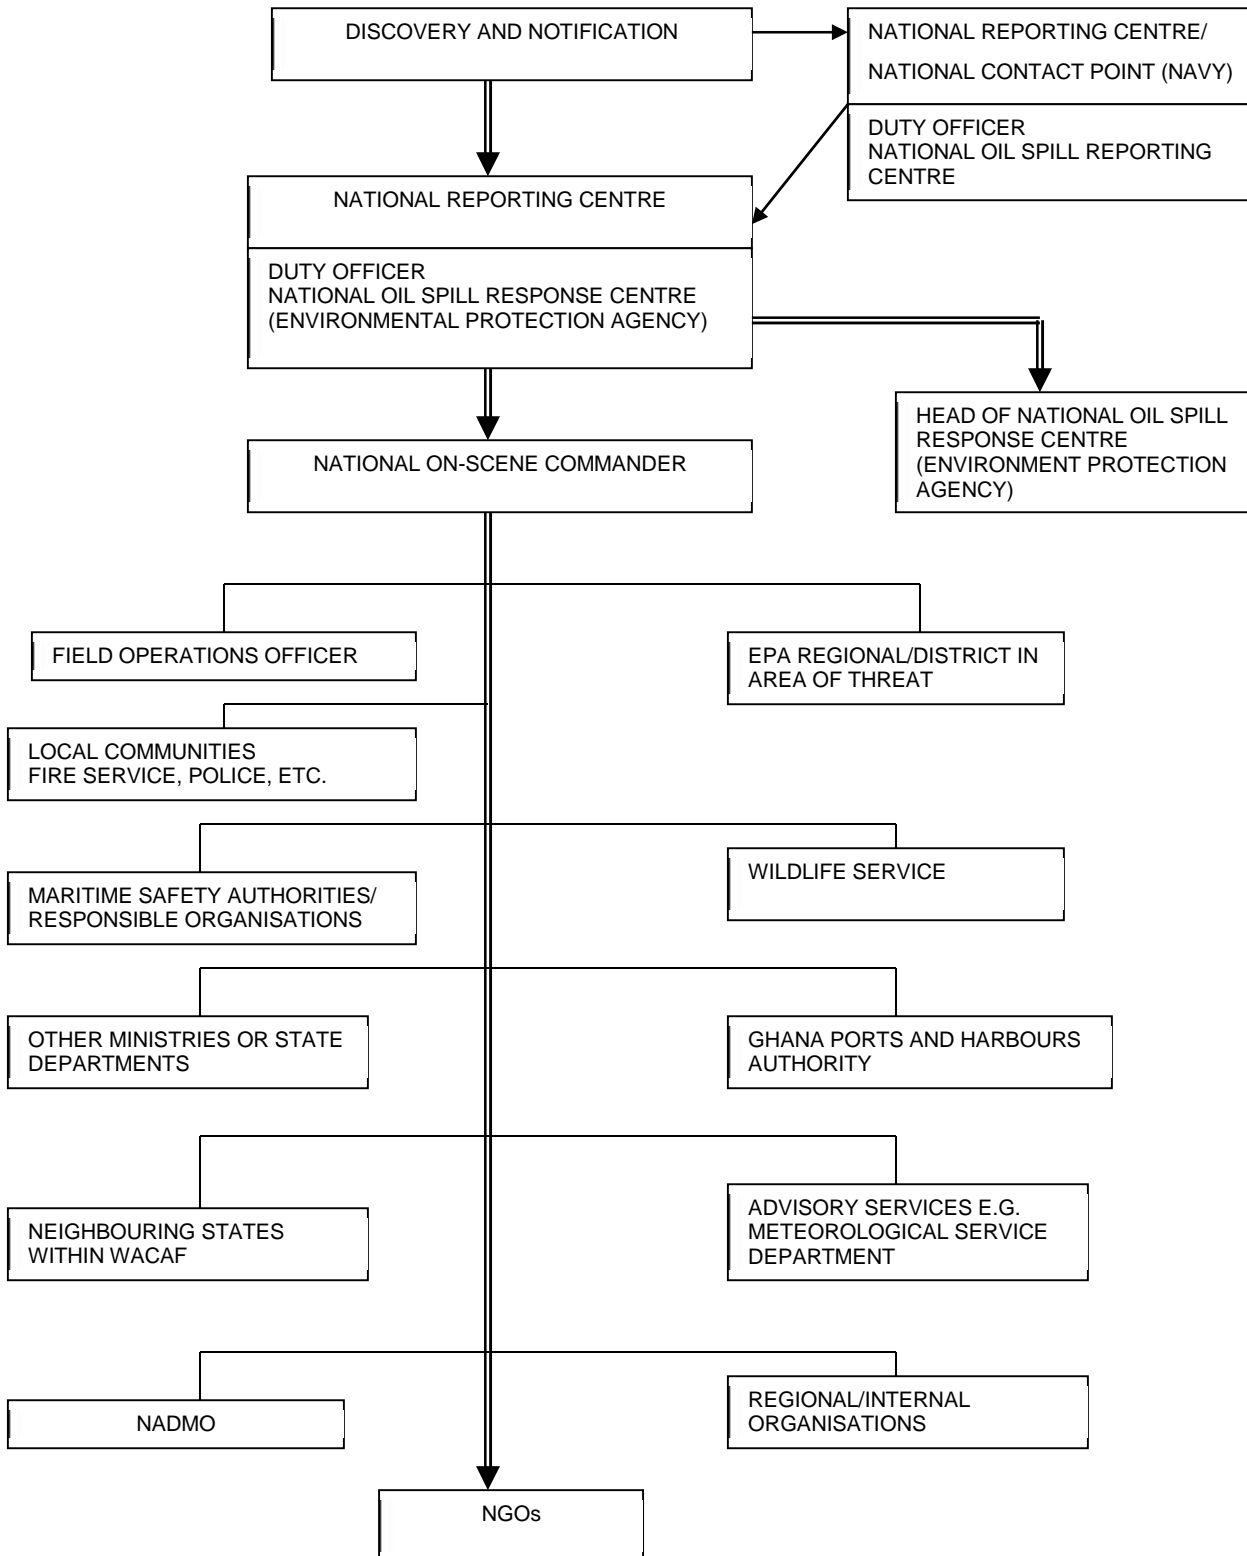 DISCOVERY AND NOTIFICATION
NATIONAL REPORTING CENTRE/
NATIONAL CONTACT POINT (NAVY)
DUTY OFFICER
NATIONAL OIL SPILL REPORTING
CENTRE
NATIONAL REPORTING CENTRE
DUTY OFFICER
NATIONAL OIL SPILL RESPONSE CENTRE
(ENVIRONMENTAL PROTECTION AGENCY)
HEAD OF NATIONAL OIL SPILL
RESPONSE CENTRE
(ENVIRONMENT PROTECTION
AGENCY)
NATIONAL ON-SCENE COMMANDER
FIELD OPERATIONS OFFICER
EPA REGIONAL/DISTRICT IN
AREA OF THREAT
LOCAL COMMUNITIES
FIRE SERVICE, POLICE, ETC.
MARITIME SAFETY AUTHORITIES/
RESPONSIBLE ORGANISATIONS
WILDLIFE SERVICE
OTHER MINISTRIES OR STATE
DEPARTMENTS
GHANA PORTS AND HARBOURS
AUTHORITY
NEIGHBOURING STATES
WITHIN WACAF
ADVISORY SERVICES E.G.
METEOROLOGICAL SERVICE
DEPARTMENT
NADMO
REGIONAL/INTERNAL
ORGANISATIONS
NGOs